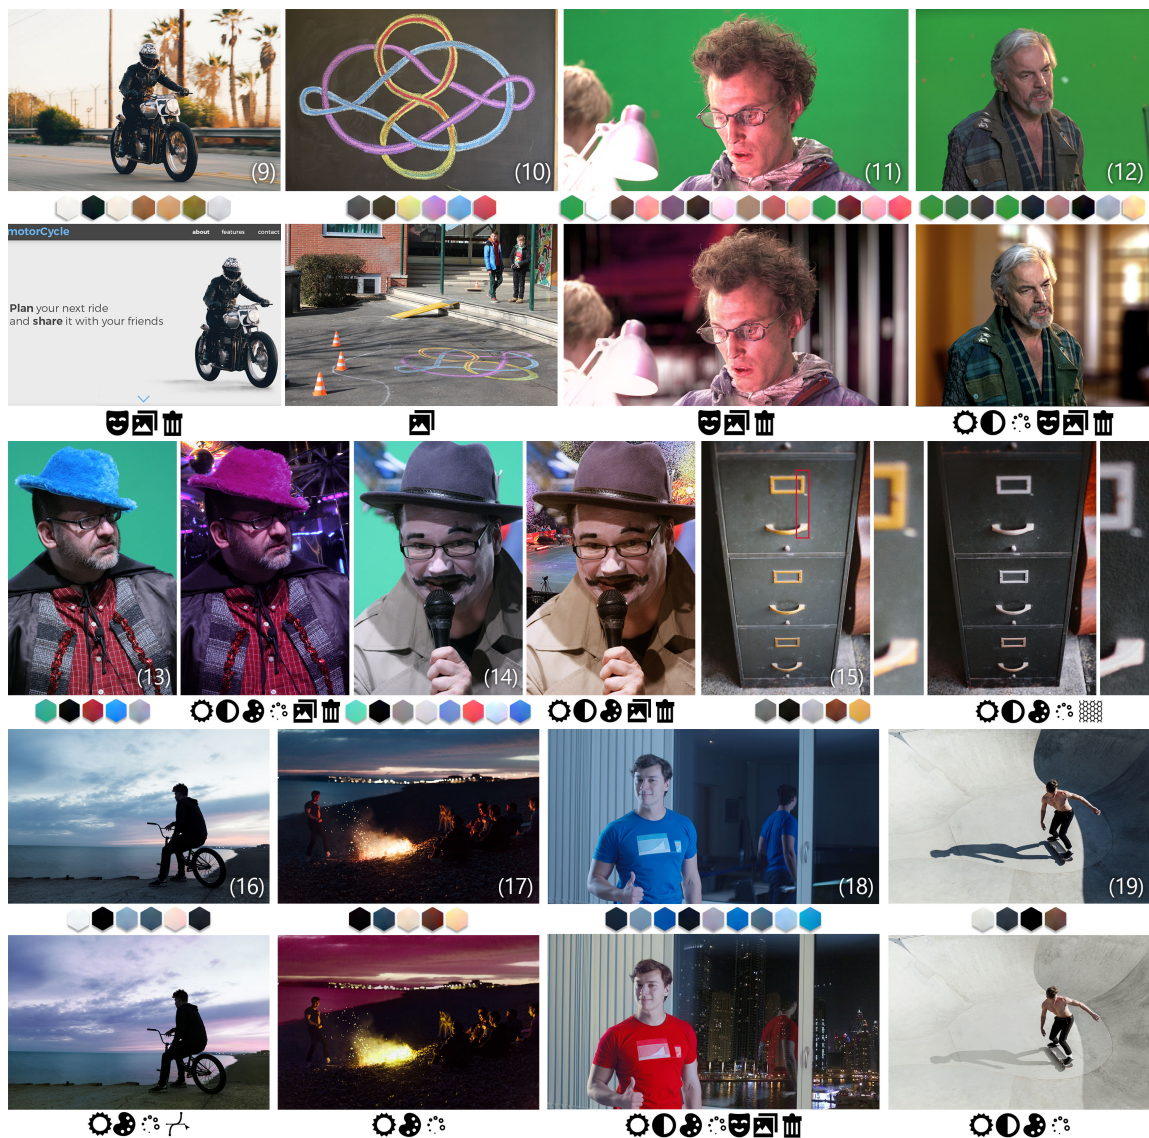 (9)
(10)
(11)
(12)
motorCycle
about features contact
Plan your next ride
and share it with your friends
(13)
(14)
(15)
(16)
(17)
(18)
(19)